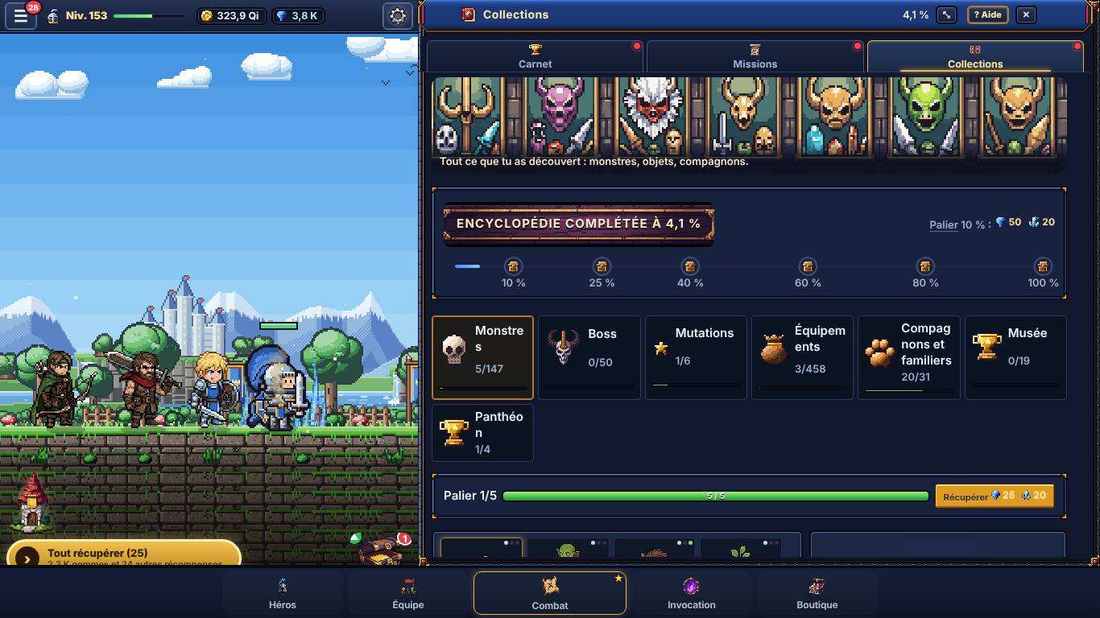 28
Niv. 153
323,9 Qi
3,8 K
Collections
4,1 %
? Aide
Carnet
Missions
Collections
Tout ce que tu as découvert : monstres, objets, compagnons.
ENCYCLOPÉDIE COMPLÉTÉE À 4,1 %
Palier 10 % : 50 20
10 %
25 %
40 %
60 %
80 %
100 %
Monstre
s
5/147
Boss
0/50
Mutations
1/6
Équipem
ents
3/458
Compag
nons et
familiers
20/31
Musée
0/19
Panthéo
n
1/4
Palier 1/5
5/5
Récupérer 25 20
Tout récupérer (25)
1
Héros
Équipe
Combat
Invocation
Boutique